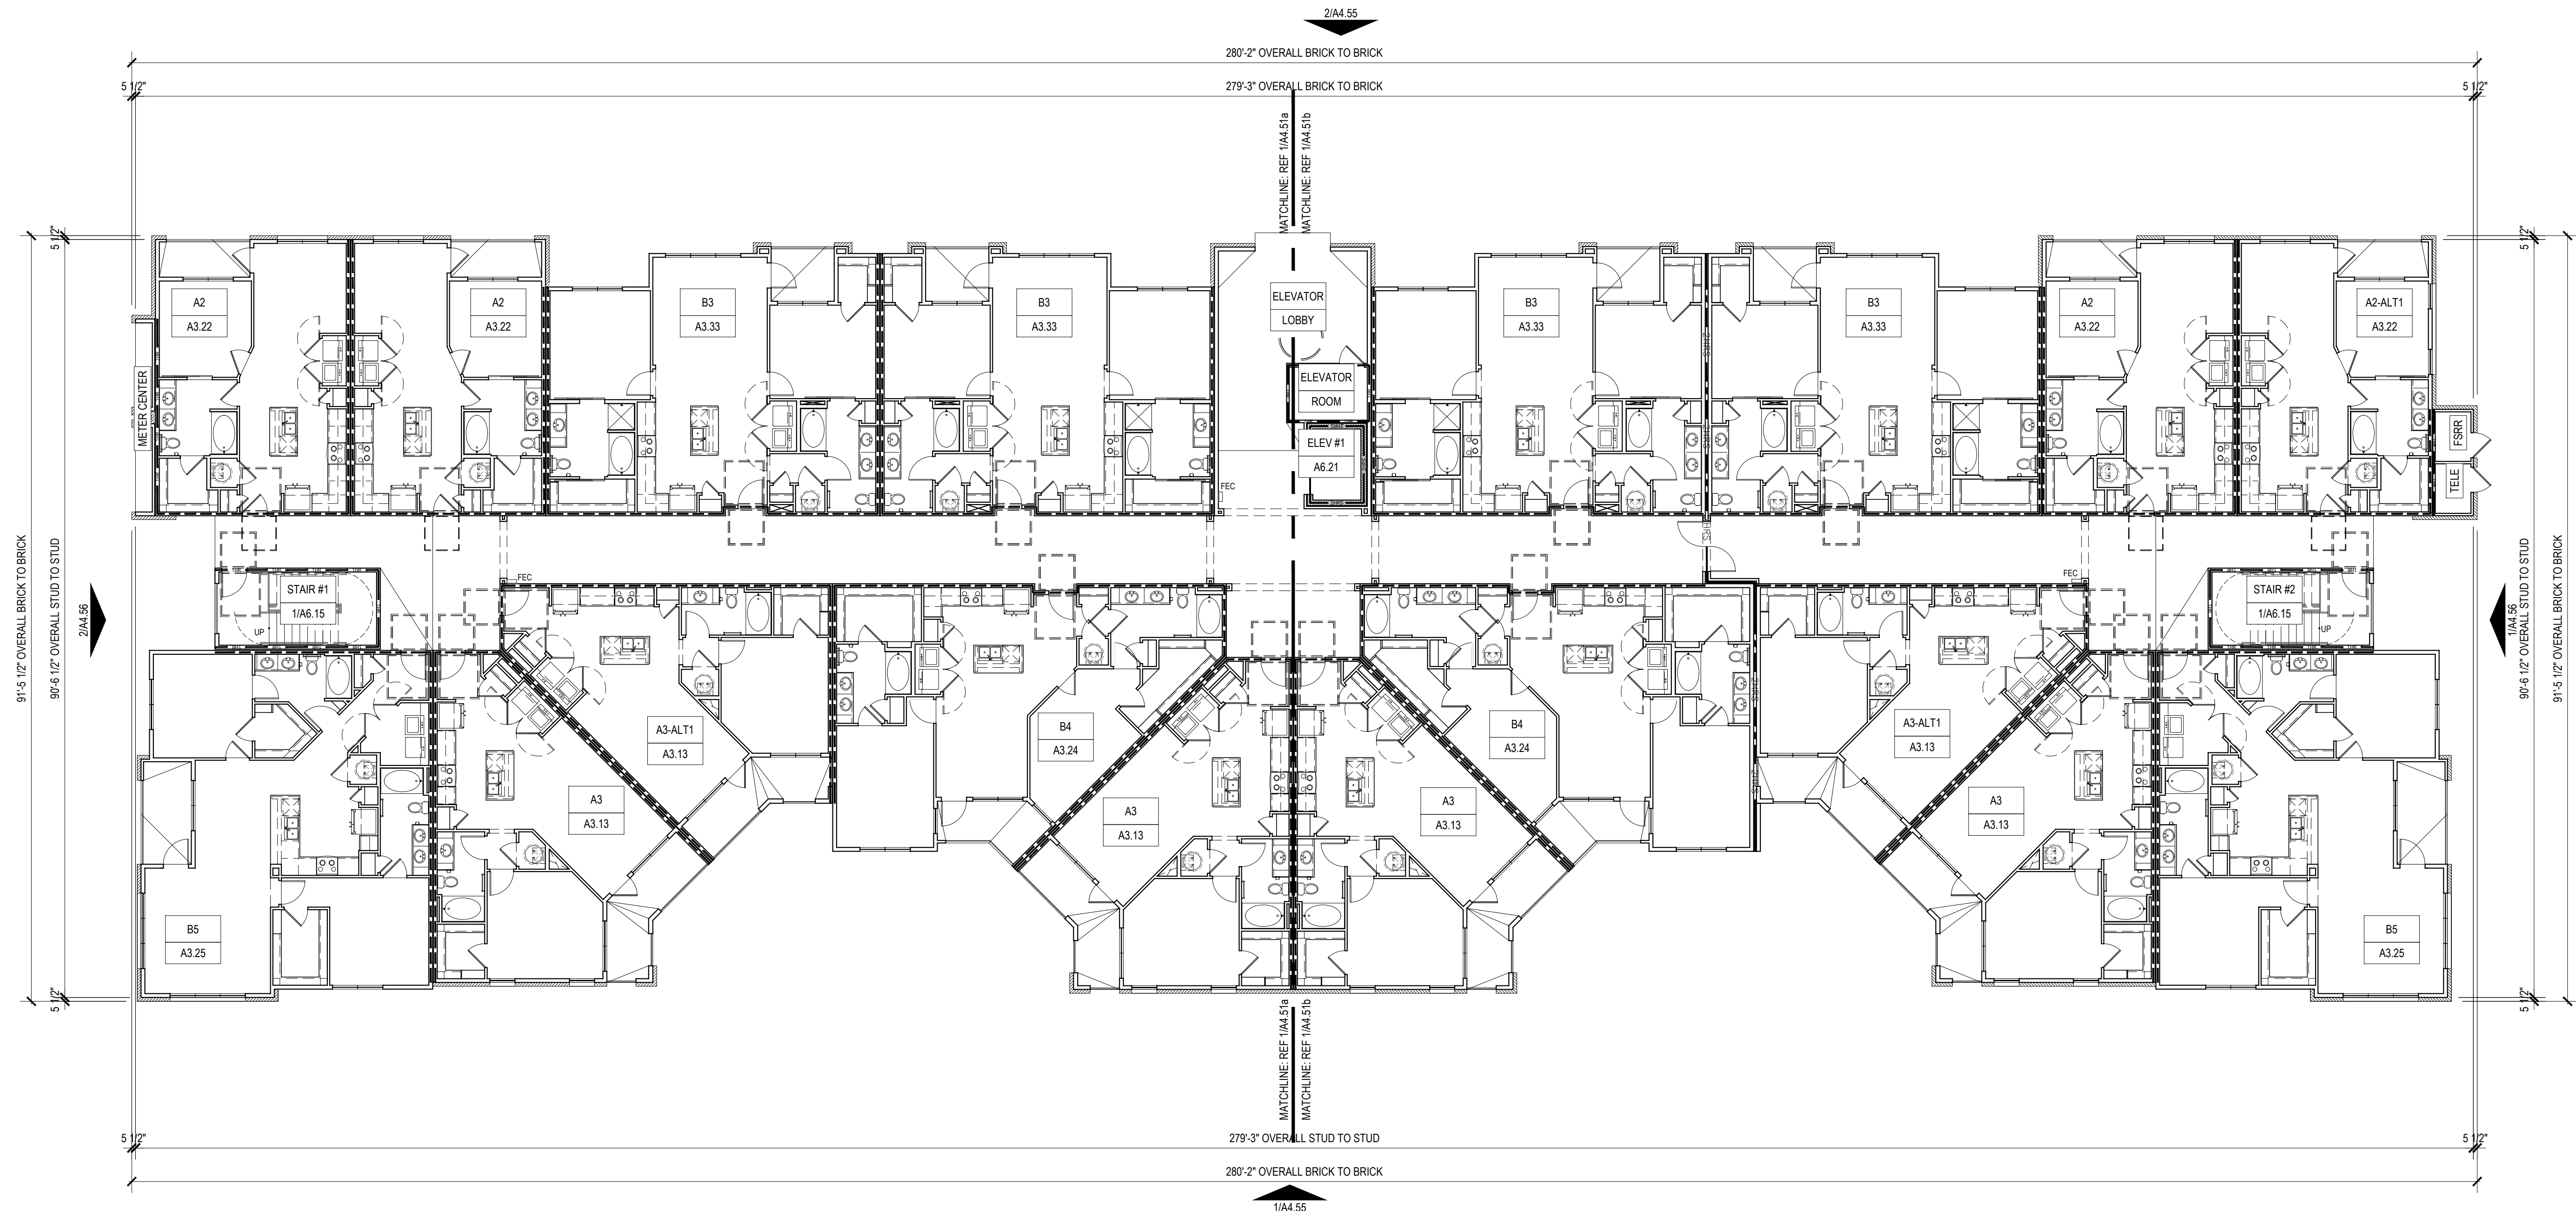 2/A4.55
280'-2" OVERALL BRICK TO BRICK
5 1/2"
279'-3" OVERALL BRICK TO BRICK
5 1/2"
MATCHLINE: REF 1/A4.51a
MATCHLINE: REF 1/A4.51b
5 1/2"
5 1/2"
A2
A3.22
A2
A3.22
B3
A3.33
B3
A3.33
ELEVATOR
LOBBY
B3
A3.33
B3
A3.33
A2
A3.22
A2-ALT1
A3.22
METER CENTER
ELEVATOR
ROOM
ELEV #1
A6.21
FEC
2HRS
2HRS
FSRR
TELE
91'-5 1/2" OVERALL BRICK TO BRICK
90'-6 1/2" OVERALL STUD TO STUD
2/A4.56
STAIR #1
1/A6.15
UP
FEC
FEC
STAIR #2
1/A6.15
UP
1/A4.56
90'-6 1/2" OVERALL STUD TO STUD
91'-5 1/2" OVERALL BRICK TO BRICK
2HRS
2HRS
A3-ALT1
A3.13
B4
A3.24
B4
A3.24
A3-ALT1
A3.13
A3
A3.13
A3
A3.13
A3
A3.13
A3
A3.13
B5
A3.25
B5
A3.25
5 1/2"
5 1/2"
MATCHLINE: REF 1/A4.51a
MATCHLINE: REF 1/A4.51b
5 1/2"
279'-3" OVERALL STUD TO STUD
5 1/2"
280'-2" OVERALL BRICK TO BRICK
1/A4.55